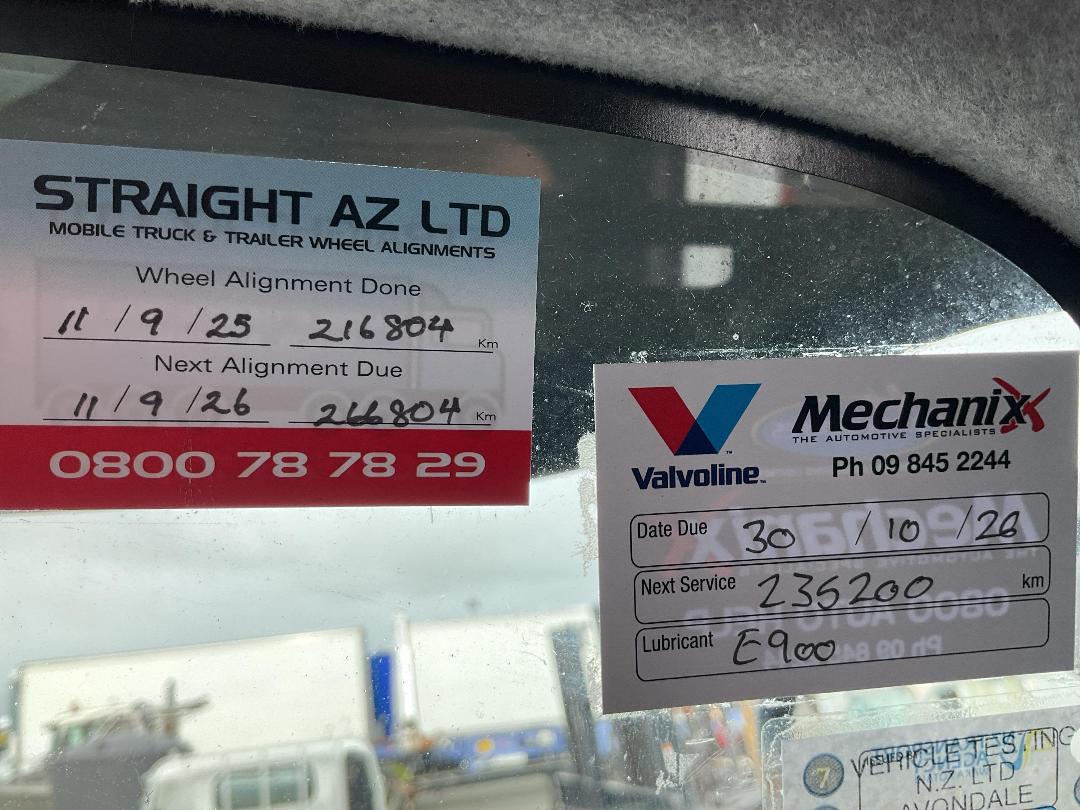 STRAIGHT AZ LTD
MOBILE TRUCK & TRAILER WHEEL ALIGNMENTS
Wheel Alignment Done
11 / 9 / 25 216804 Km
Next Alignment Due
11 / 9 / 26 266804 Km
0800 78 78 29
Valvoline™
Mechanix
THE AUTOMOTIVE SPECIALISTS
Ph 09 845 2244
Date Due 30 / 10 / 26
Next Service 235200 km
Lubricant E900
7
VEHICLE TESTING
N.Z. LTD
AVONDALE